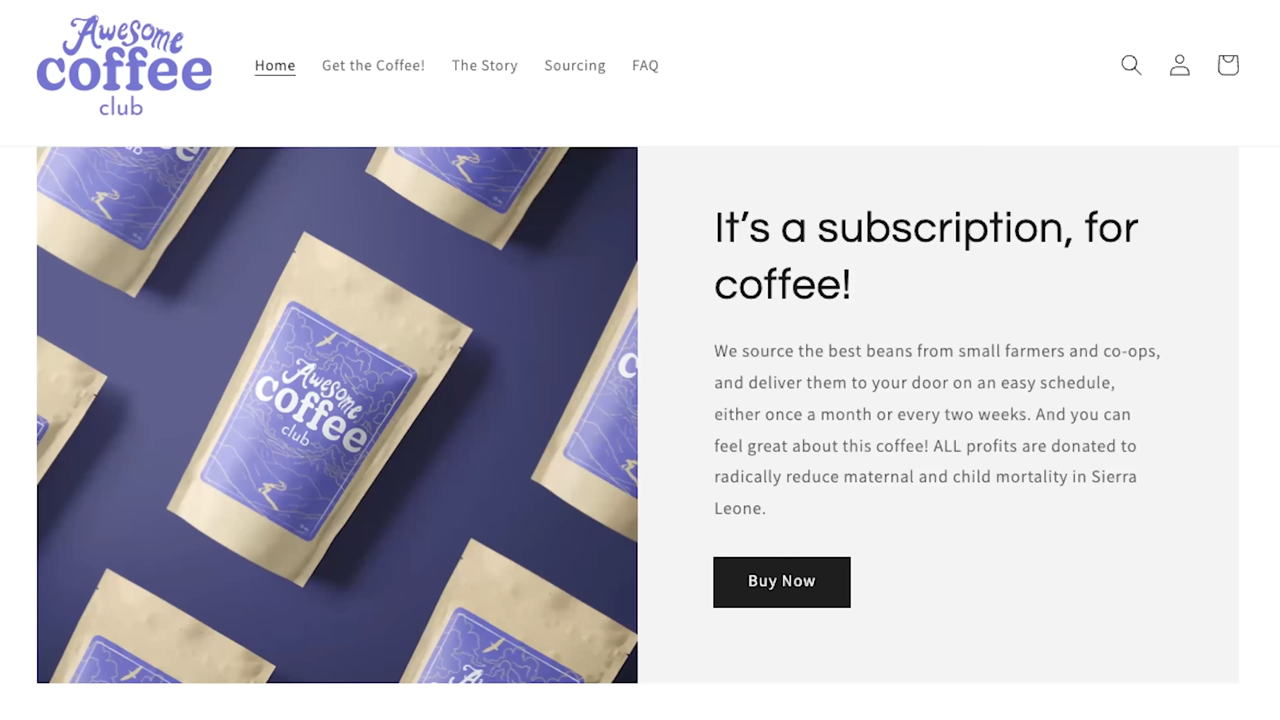 Awesome
coffee
club
Home Get the Coffee! The Story Sourcing FAQ
It's a subscription, for
coffee!
We source the best beans from small farmers and co-ops,
and deliver them to your door on an easy schedule,
either once a month or every two weeks. And you can
feel great about this coffee! ALL profits are donated to
radically reduce maternal and child mortality in Sierra
Leone.
Buy Now
Awesome
coffee
club